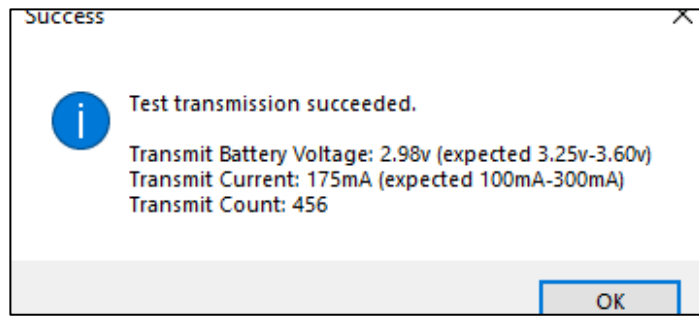 Success
Test transmission succeeded.
Transmit Battery Voltage: 2.98v (expected 3.25v-3.60v)
Transmit Current: 175mA (expected 100mA-300mA)
Transmit Count: 456
OK